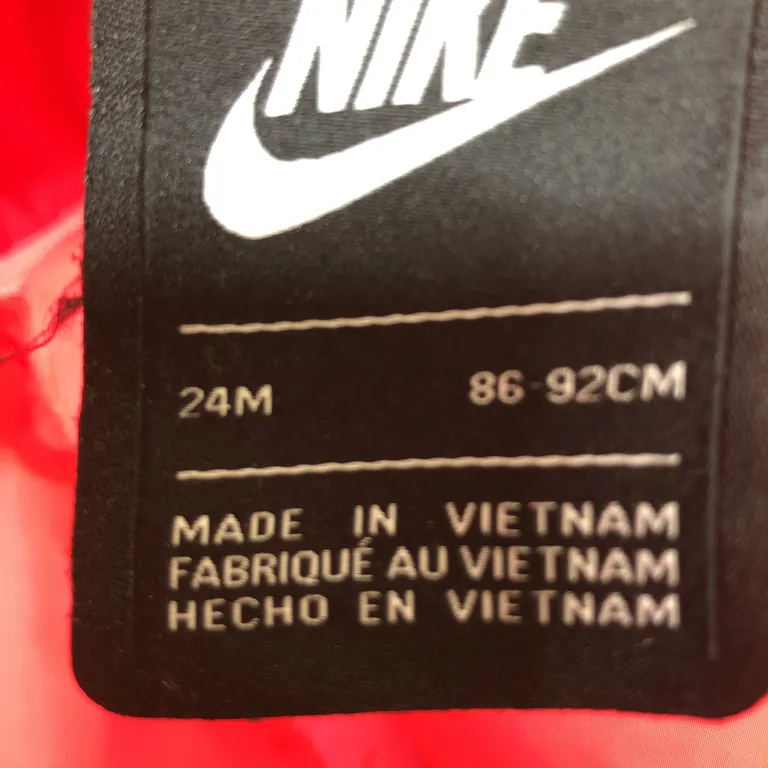 NIKE
24M 86-92CM
MADE IN VIETNAM
FABRIQUÉ AU VIETNAM
HECHO EN VIETNAM